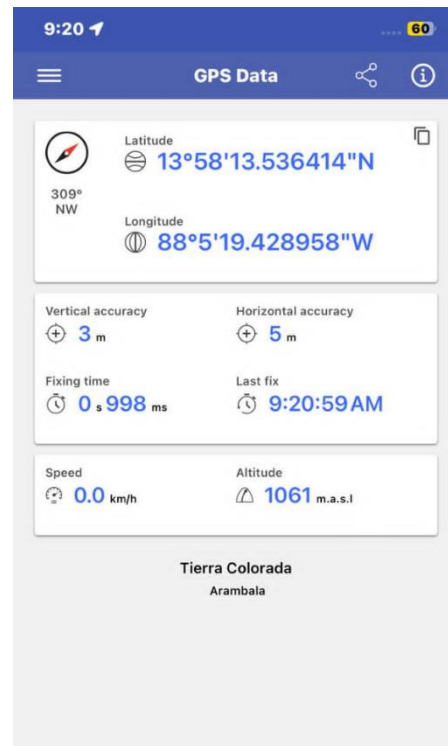 9:20
60
GPS Data
Latitude
13°58'13.536414"N
309°
NW
Longitude
88°5'19.428958"W
Vertical accuracy
3 m
Horizontal accuracy
5 m
Fixing time
0 s 998 ms
Last fix
9:20:59 AM
Speed
0.0 km/h
Altitude
1061 m.a.s.l
Tierra Colorada
Arambala